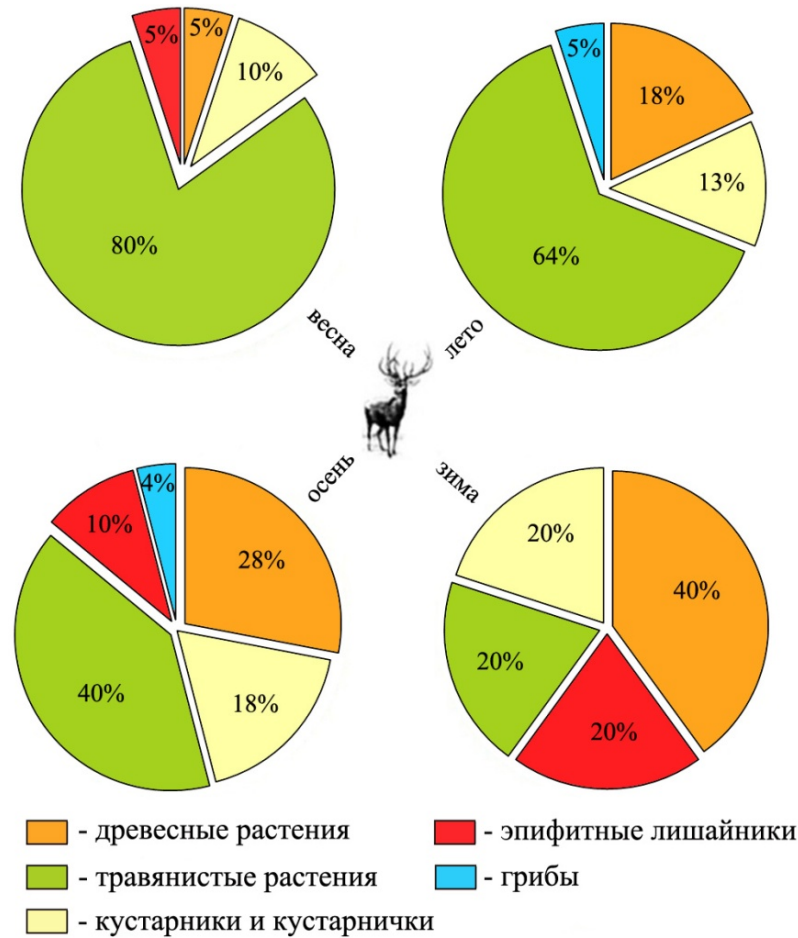 5%
5%
10%
80%
весна
5%
18%
13%
64%
лето
4%
10%
28%
40%
18%
осень
20%
40%
20%
20%
зима
- древесные растения
- травянистые растения
- кустарники и кустарнички
- эпифитные лишайники
- грибы